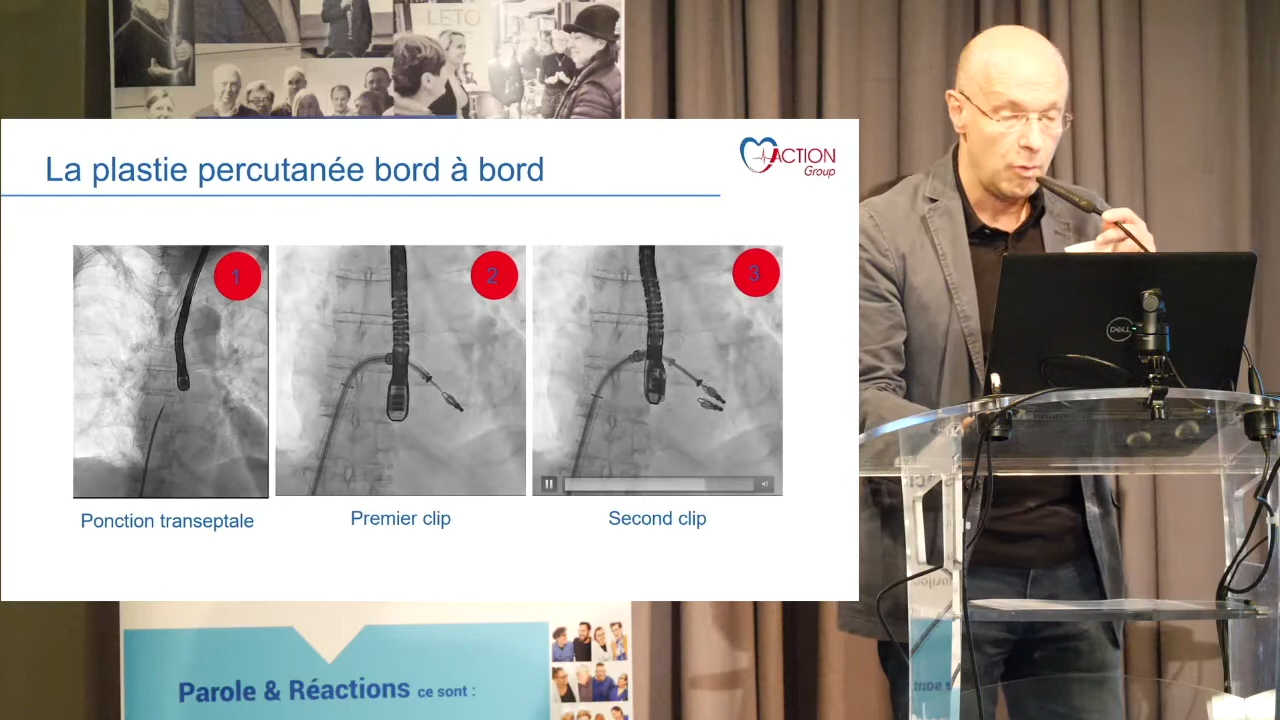 LETO
La plastie percutanée bord à bord
ACTION
Group
1
2
3
Ponction transeptale
Premier clip
Second clip
DELL
Parole & Réactions ce sont :